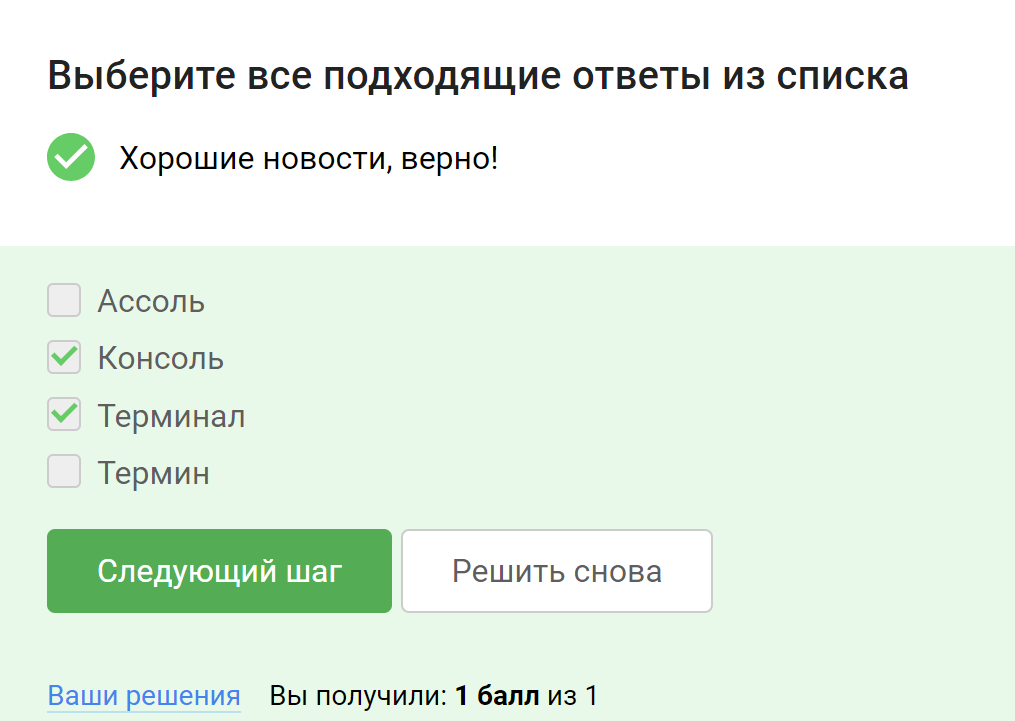 Выберите все подходящие ответы из списка
Хорошие новости, верно!
Ассоль
Консоль
Терминал
Термин
Следующий шаг
Решить снова
Ваши решения Вы получили: 1 балл из 1